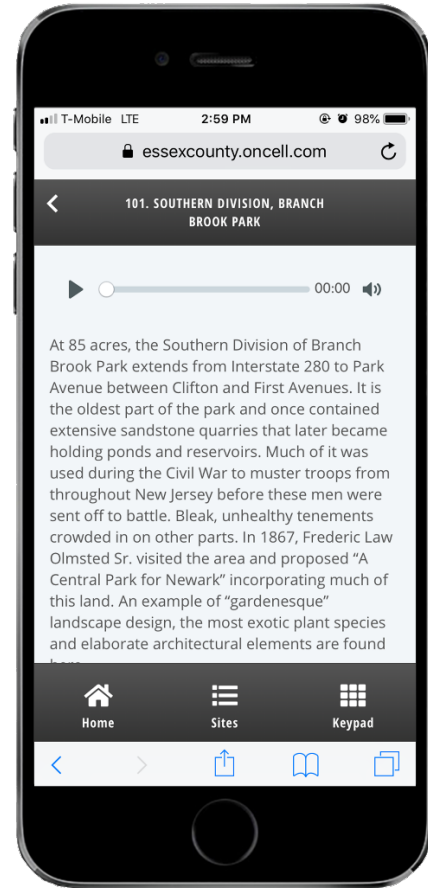 T-Mobile LTE 2:59 PM 98%
essexcounty.oncell.com
101. SOUTHERN DIVISION, BRANCH
BROOK PARK
00:00
At 85 acres, the Southern Division of Branch
Brook Park extends from Interstate 280 to Park
Avenue between Clifton and First Avenues. It is
the oldest part of the park and once contained
extensive sandstone quarries that later became
holding ponds and reservoirs. Much of it was
used during the Civil War to muster troops from
throughout New Jersey before these men were
sent off to battle. Bleak, unhealthy tenements
crowded in on other parts. In 1867, Frederic Law
Olmsted Sr. visited the area and proposed “A
Central Park for Newark” incorporating much of
this land. An example of “gardenesque”
landscape design, the most exotic plant species
and elaborate architectural elements are found
Home Sites Keypad